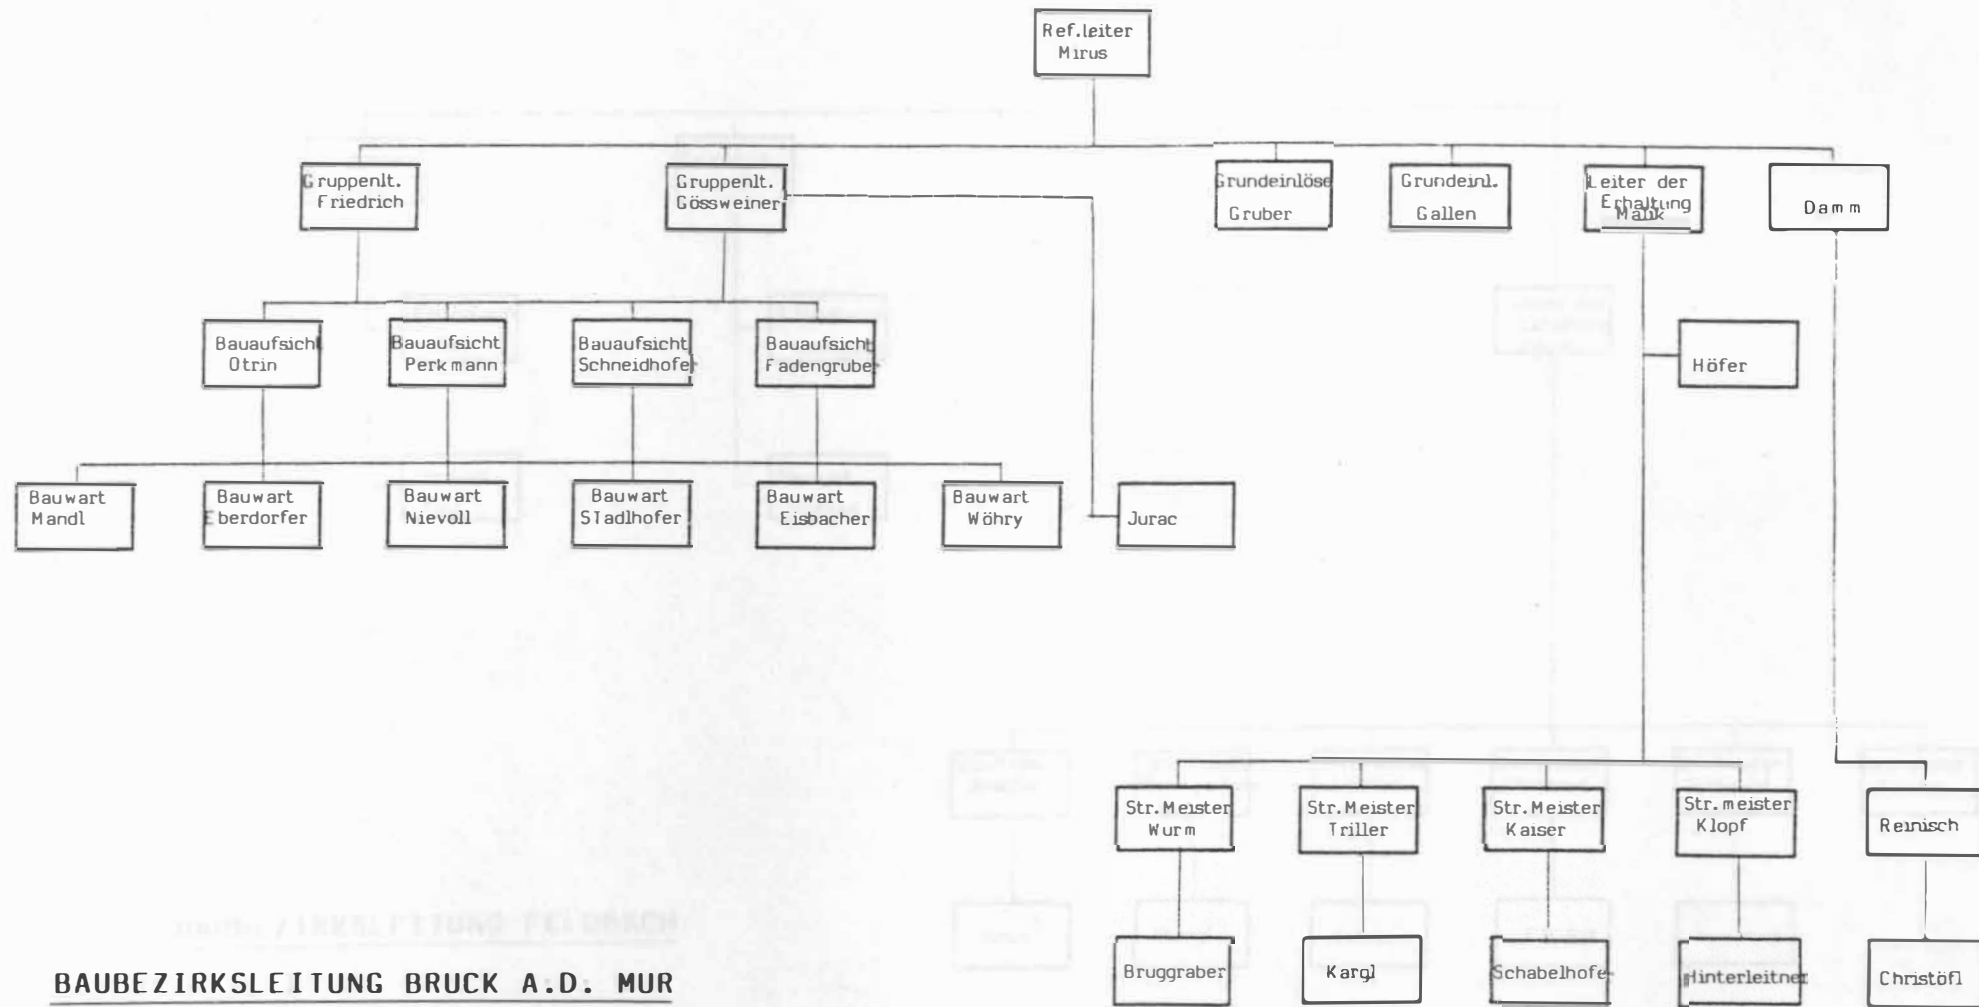 Ref.leiter
Mirus
Gruppenlt.
Friedrich
Gruppenlt.
Gössweiner
Grundeinlöse
Gruber
Grundeinl.
Gallen
Leiter der
Erhaltung
Malik
Damm
Bauaufsicht
Otrin
Bauaufsicht
Perkmann
Bauaufsicht
Schneidhofer
Bauaufsicht
Fadengruber
Höfer
Bauwart
Mandl
Bauwart
Eberdorfer
Bauwart
Nievoll
Bauwart
STadlhofer
Bauwart
Eisbacher
Bauwart
Wöhry
Jurac
Str.Meister
Wurm
Str.Meister
Triller
Str.Meister
Kaiser
Str.meister
Klopf
Reinisch
Bruggraber
Kargl
Schabelhofer
Hinterleitner
Christöfl
BAUBEZIRKSLEITUNG BRUCK A.D. MUR